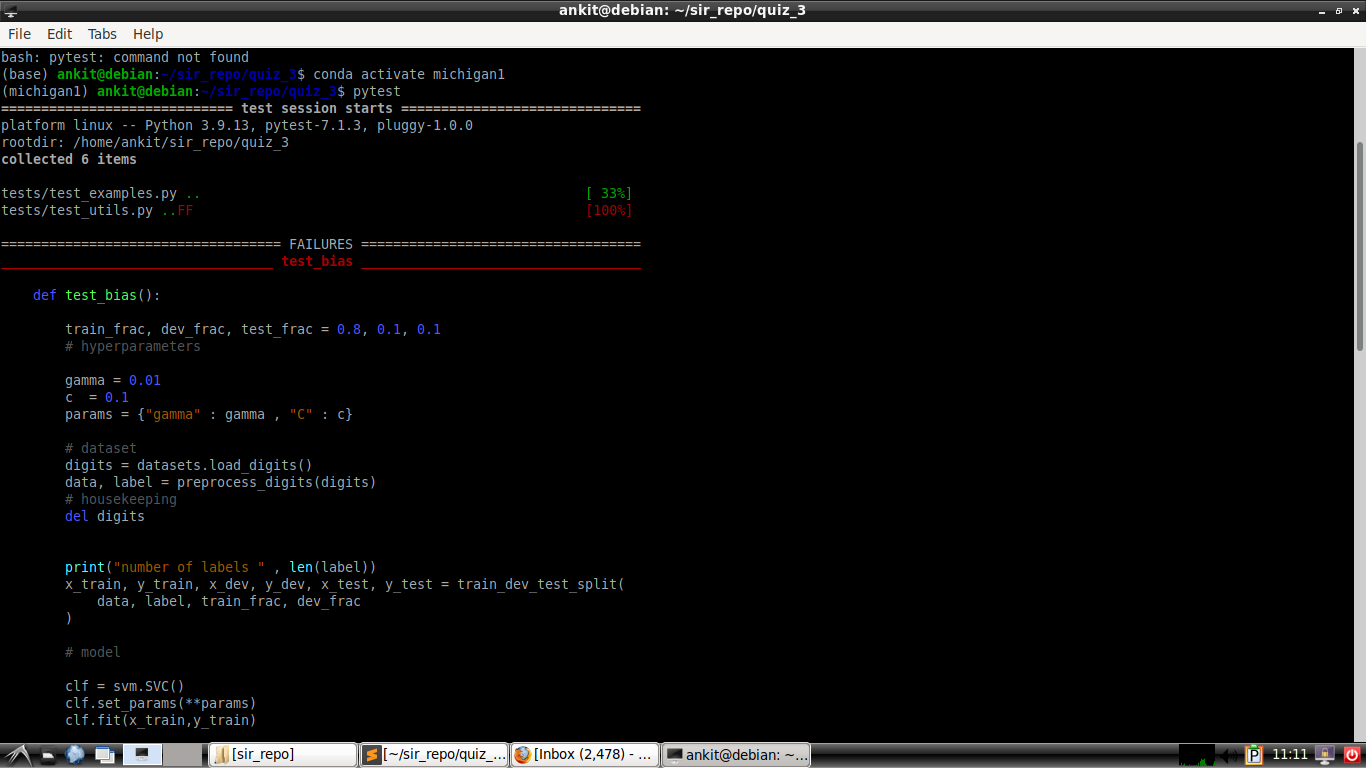 ankit@debian: ~/sir_repo/quiz_3
File Edit Tabs Help
bash: pytest: command not found
(base) ankit@debian:~/sir_repo/quiz_3$ conda activate michigan1
(michigan1) ankit@debian:~/sir_repo/quiz_3$ pytest
============================= test session starts ==============================
platform linux -- Python 3.9.13, pytest-7.1.3, pluggy-1.0.0
rootdir: /home/ankit/sir_repo/quiz_3
collected 6 items
tests/test_examples.py .. [ 33%]
tests/test_utils.py ..FF [100%]
=================================== FAILURES ===================================
__________________________________ test_bias ___________________________________
def test_bias():
train_frac, dev_frac, test_frac = 0.8, 0.1, 0.1
# hyperparameters
gamma = 0.01
c  = 0.1
params = {"gamma" : gamma , "C" : c}
# dataset
digits = datasets.load_digits()
data, label = preprocess_digits(digits)
# housekeeping
del digits
print("number of labels " , len(label))
x_train, y_train, x_dev, y_dev, x_test, y_test = train_dev_test_split(
data, label, train_frac, dev_frac
)
# model
clf = svm.SVC()
clf.set_params(**params)
clf.fit(x_train,y_train)
[sir_repo] [~/sir_repo/quiz_... [Inbox (2,478) - ... ankit@debian: ~... P 11:11